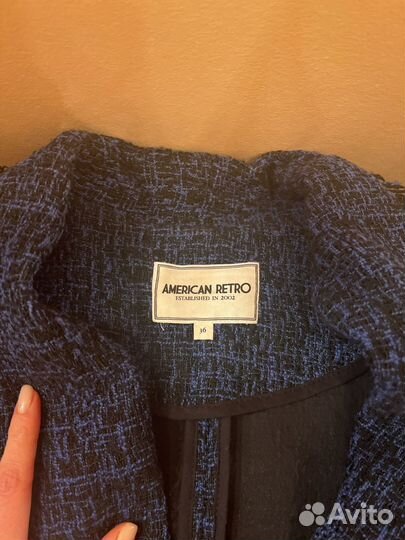 AMERICAN RETRO
ESTABLISHED IN 2002
36
Avito